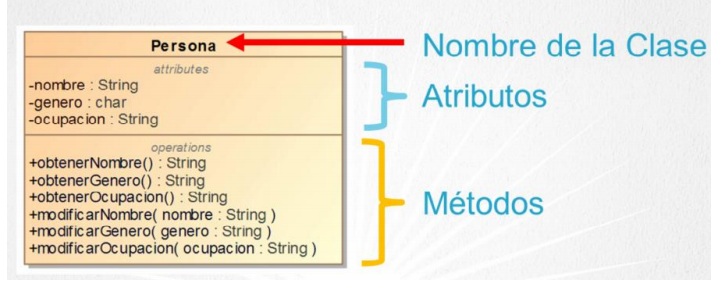 Persona
Nombre de la Clase
attributes
-nombre : String
-genero : char
-ocupacion : String
Atributos
operations
+obtenerNombre() : String
+obtenerGenero() : String
+obtenerOcupacion() : String
+modificarNombre( nombre : String )
+modificarGenero( genero : String )
+modificarOcupacion( ocupacion : String )
Métodos